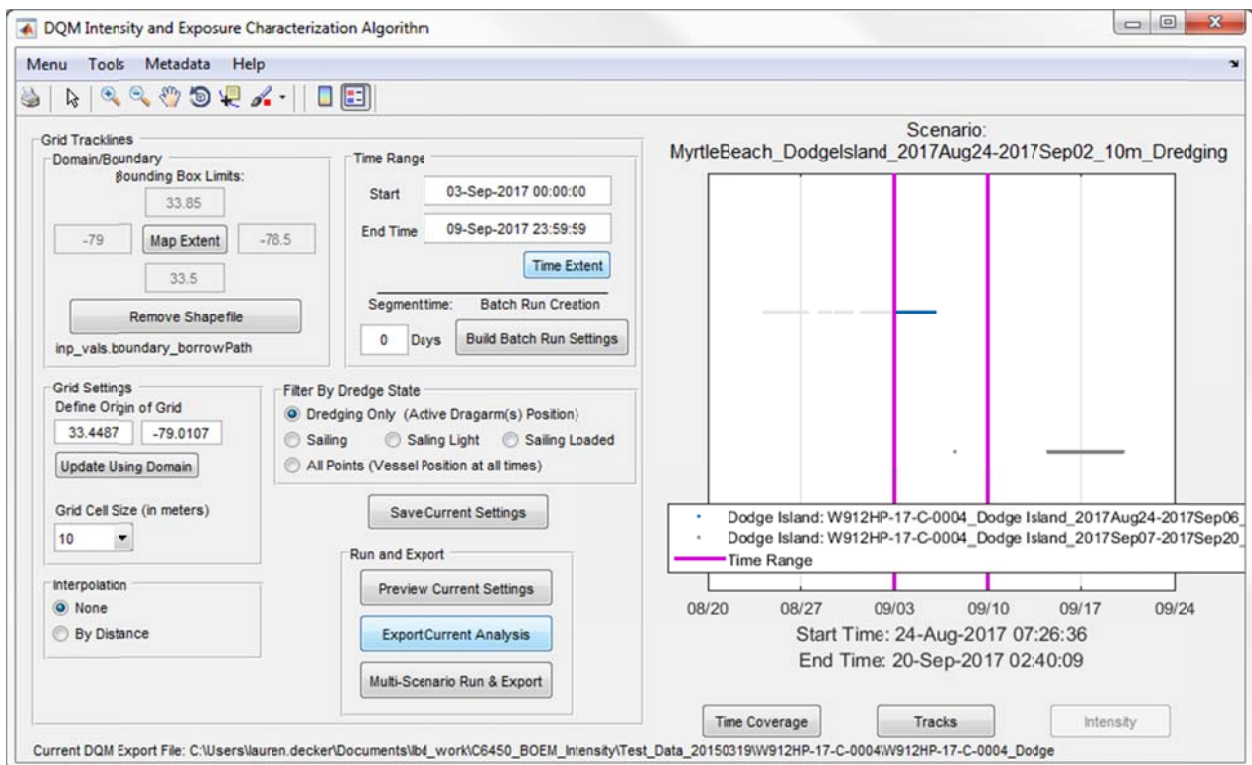 DQM Intensity and Exposure Characterization Algorithm
Menu Tools Metadata Help
Grid Tracklines
Domain/Boundary
Bounding Box Limits:
33.85
-79 Map Extent -78.5
33.5
Remove Shapefile
inp_vals.boundary_borrowPath
Time Range
Start 03-Sep-2017 00:00:00
End Time 09-Sep-2017 23:59:59
Time Extent
Segmenttime: Batch Run Creation
0 Days Build Batch Run Settings
Grid Settings
Define Origin of Grid
33.4487 -79.0107
Update Using Domain
Grid Cell Size (in meters)
10
Filter By Dredge State
Dredging Only (Active Dragarm(s) Position)
Sailing Saling Light Sailing Loaded
All Points (Vessel Position at all times)
SaveCurrent Settings
Interpolation
None
By Distance
Run and Export
Preview Current Settings
ExportCurrent Analysis
Multi-Scenario Run & Export
Scenario:
MyrtleBeach_DodgeIsland_2017Aug24-2017Sep02_10m_Dredging
Dodge Island: W912HP-17-C-0004_Dodge Island_2017Aug24-2017Sep06_
Dodge Island: W912HP-17-C-0004_Dodge Island_2017Sep07-2017Sep20_
Time Range
08/20 08/27 09/03 09/10 09/17 09/24
Start Time: 24-Aug-2017 07:26:36
End Time: 20-Sep-2017 02:40:09
Time Coverage Tracks Intensity
Current DQM Export File: C:\Users\lauren.decker\Documents\lbd_work\C6450_BOEM_Intensity\Test_Data_20150319\W912HP-17-C-0004\W912HP-17-C-0004_Dodge